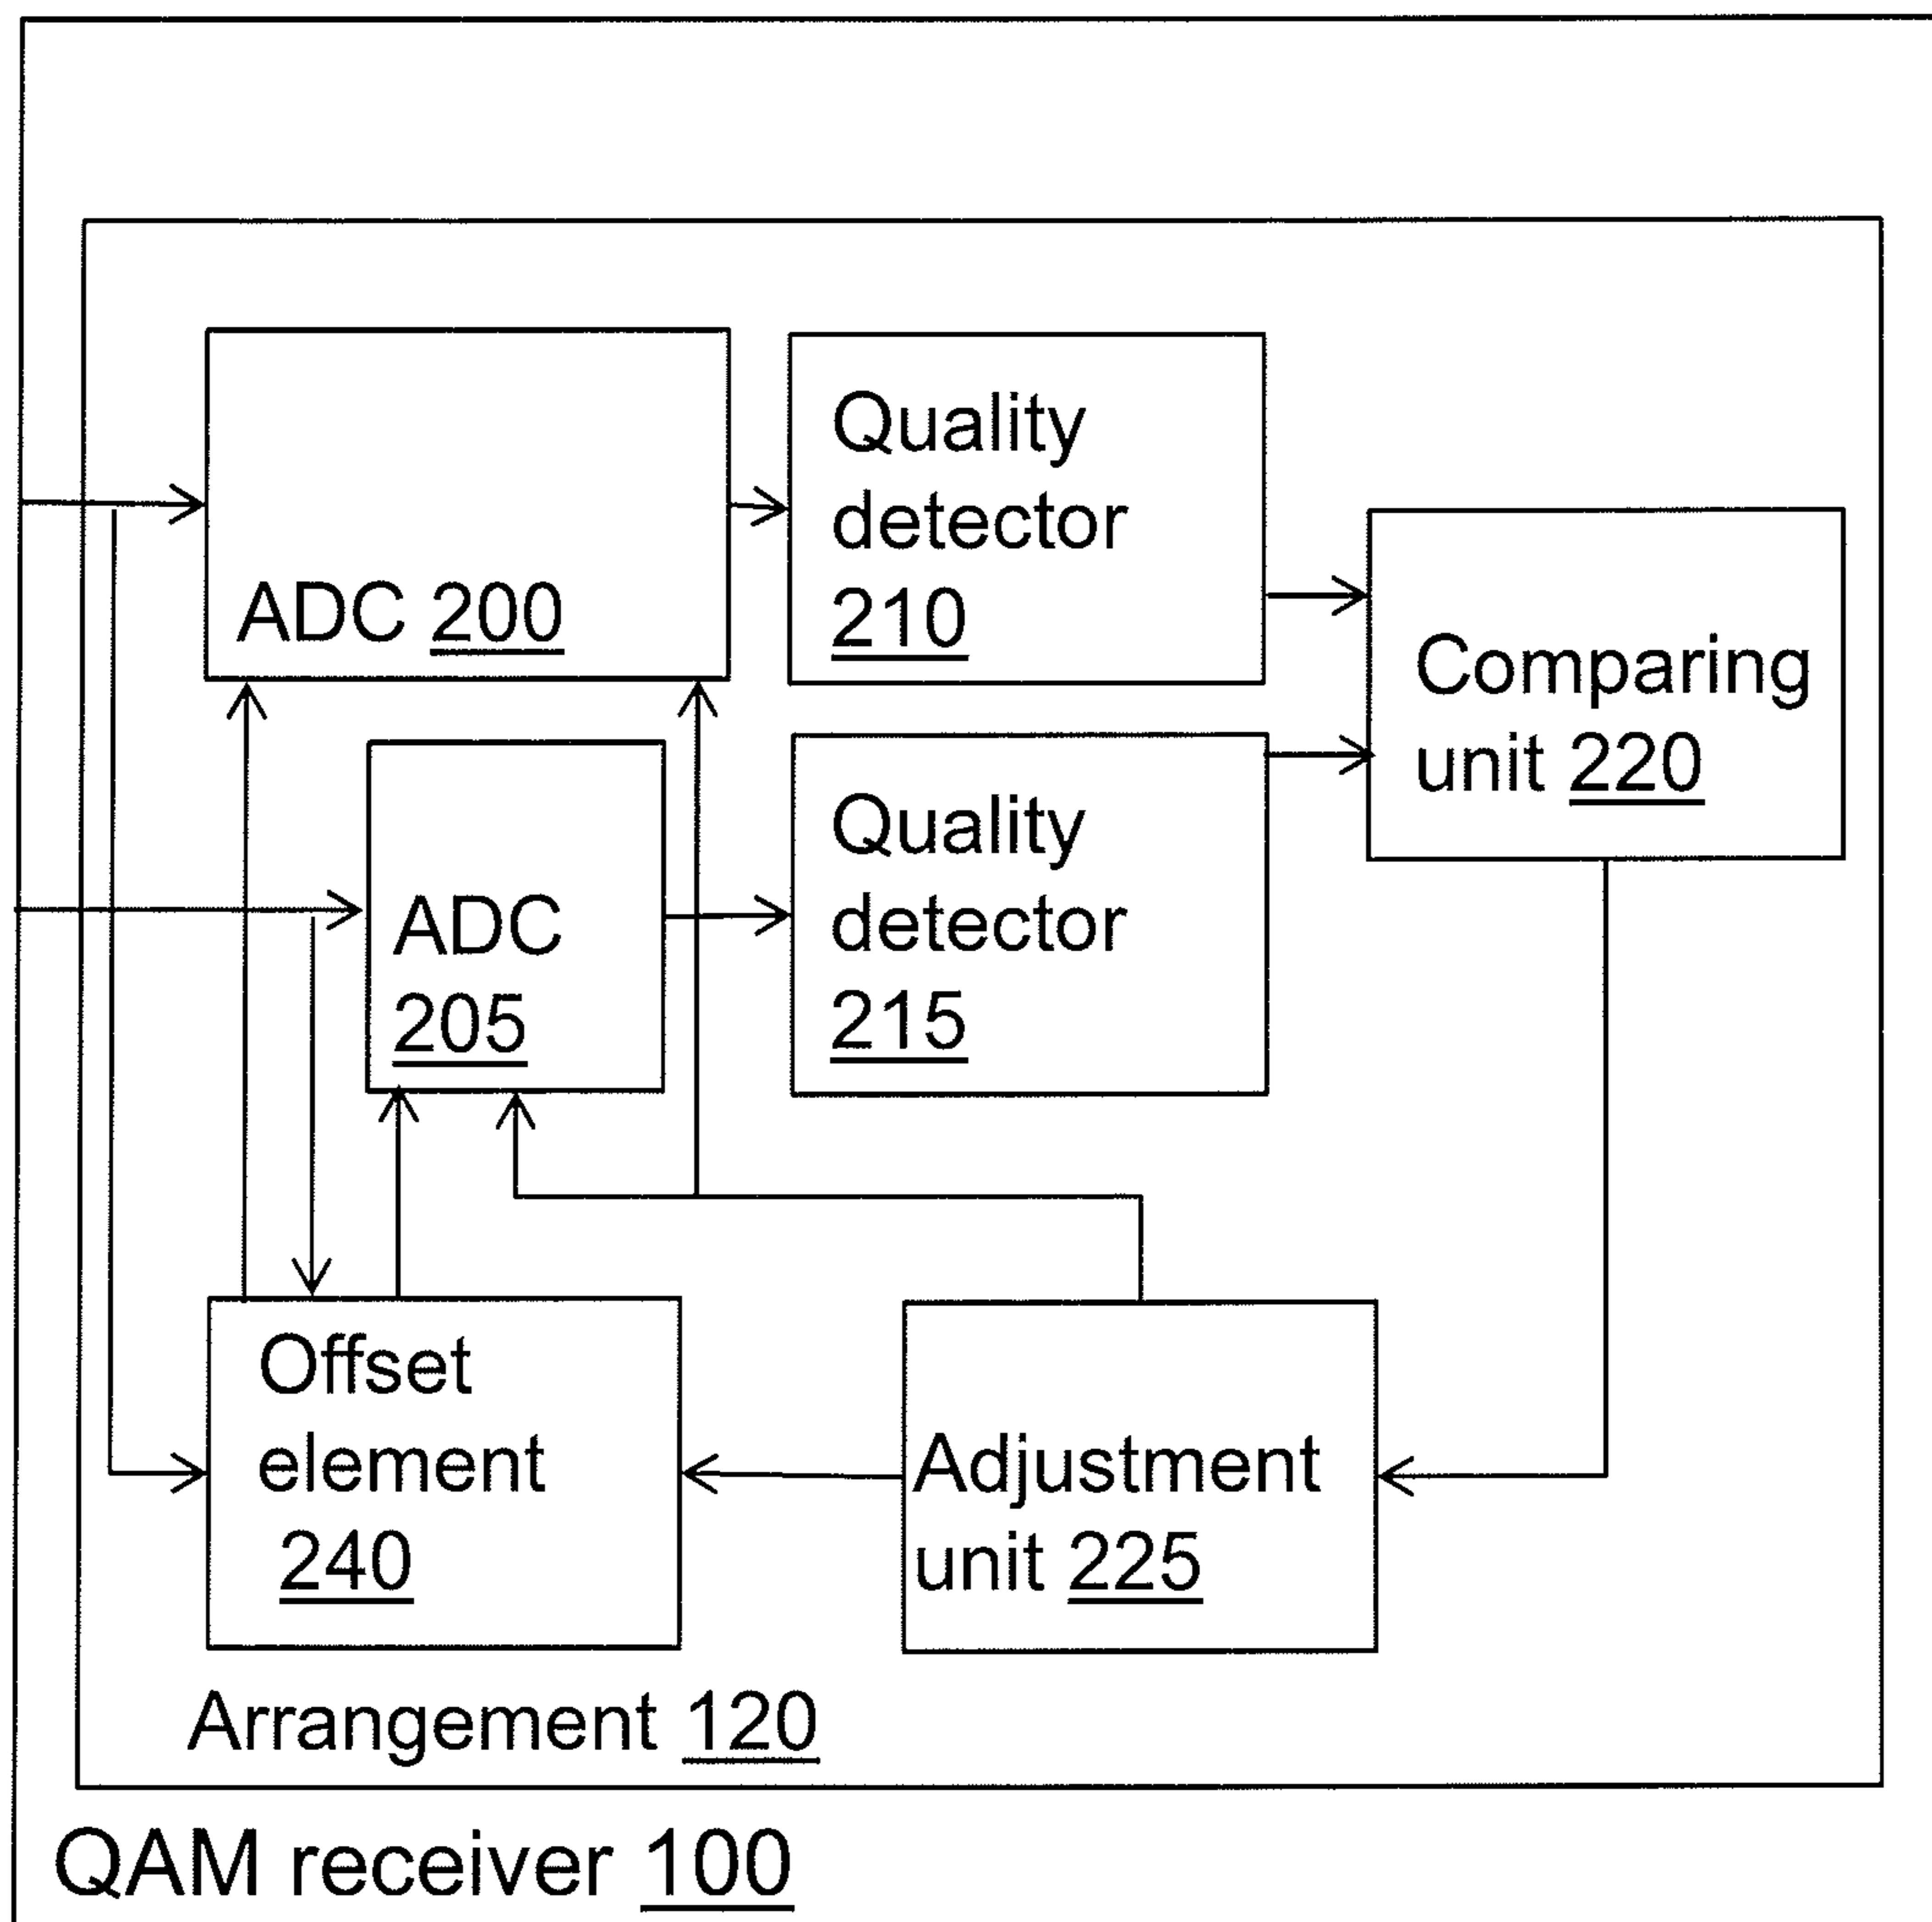 ADC 200
Quality
detector
210
Comparing
unit 220
ADC
205
Quality
detector
215
Offset
element
240
Adjustment
unit 225
Arrangement 120
QAM receiver 100